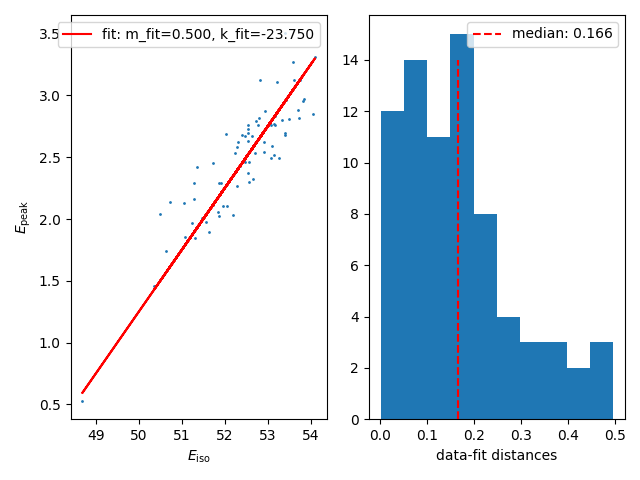 fit: m_fit=0.500, k_fit=-23.750
3.5
3.0
2.5
2.0
1.5
1.0
0.5
E_peak
49 50 51 52 53 54
E_iso
median: 0.166
14
12
10
8
6
4
2
0
0.0 0.1 0.2 0.3 0.4 0.5
data-fit distances